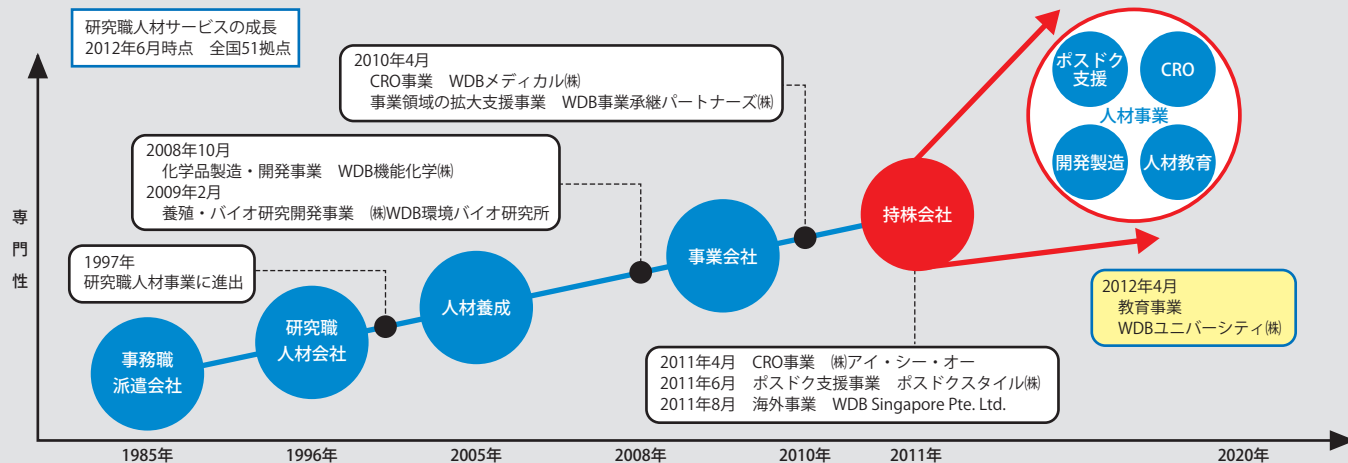 研究職人材サービスの成長
2012年6月時点　全国51拠点
2010年4月
CRO事業　WDBメディカル㈱
事業領域の拡大支援事業　WDB事業承継パートナーズ㈱
ポスドク
支援
CRO
人材事業
開発製造
人材教育
2008年10月
化学品製造・開発事業　WDB機能化学㈱
2009年2月
養殖・バイオ研究開発事業　㈱WDB環境バイオ研究所
専門性
1997年
研究職人材事業に進出
事務職
派遣会社
研究職
人材会社
人材養成
事業会社
持株会社
2012年4月
教育事業
WDBユニバーシティ㈱
2011年4月　CRO事業　㈱アイ・シー・オー
2011年6月　ポスドク支援事業　ポスドクスタイル㈱
2011年8月　海外事業　WDB Singapore Pte. Ltd.
1985年
1996年
2005年
2008年
2010年
2011年
2020年